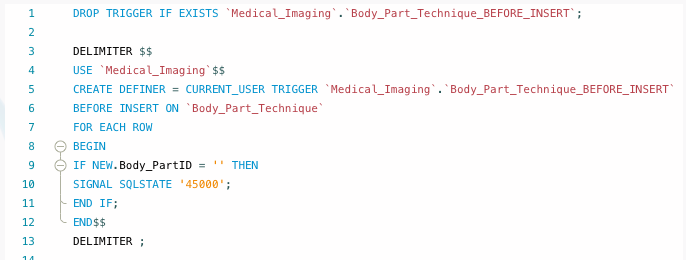 1 DROP TRIGGER IF EXISTS `Medical_Imaging`.`Body_Part_Technique_BEFORE_INSERT`;
2
3 DELIMITER $$
4 USE `Medical_Imaging`$$
5 CREATE DEFINER = CURRENT_USER TRIGGER `Medical_Imaging`.`Body_Part_Technique_BEFORE_INSERT`
6 BEFORE INSERT ON `Body_Part_Technique`
7 FOR EACH ROW
8 BEGIN
9 IF NEW.Body_PartID = '' THEN
10 SIGNAL SQLSTATE '45000';
11 END IF;
12 END$$
13 DELIMITER ;
14